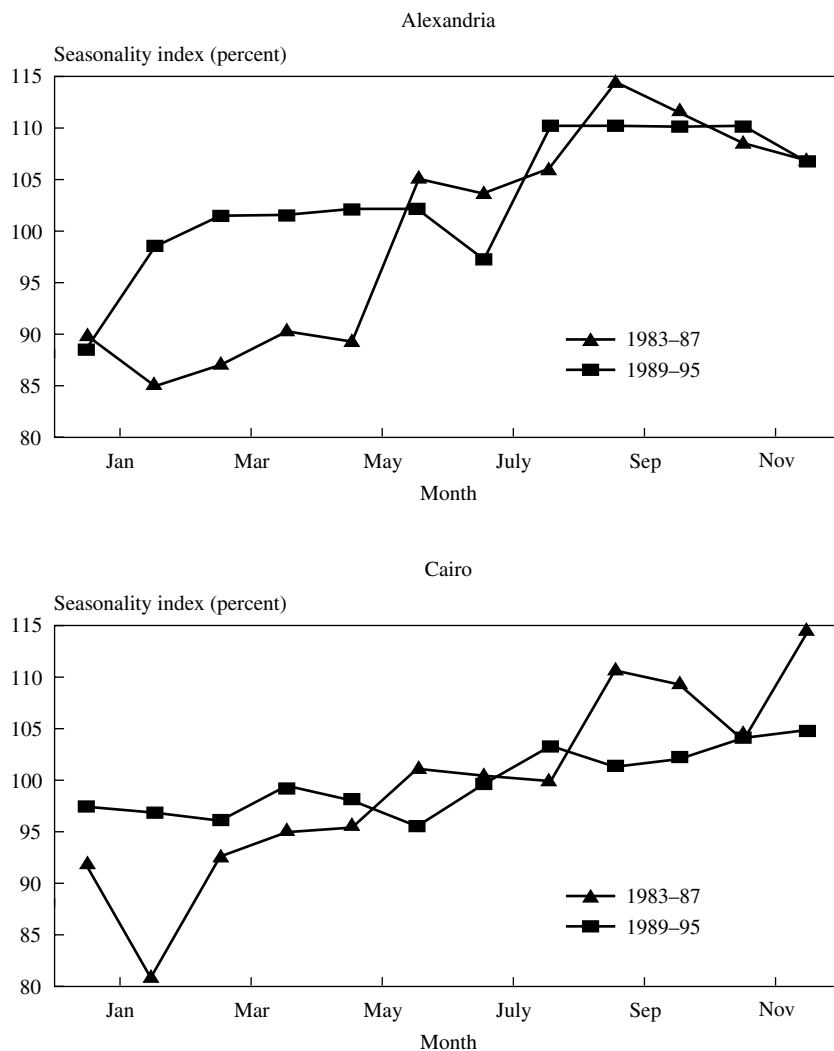 Alexandria
Seasonality index (percent)
115
110
105
100
95
90
85
80
1983–87
1989–95
Jan Mar May July Sep Nov
Month
Cairo
Seasonality index (percent)
115
110
105
100
95
90
85
80
1983–87
1989–95
Jan Mar May July Sep Nov
Month